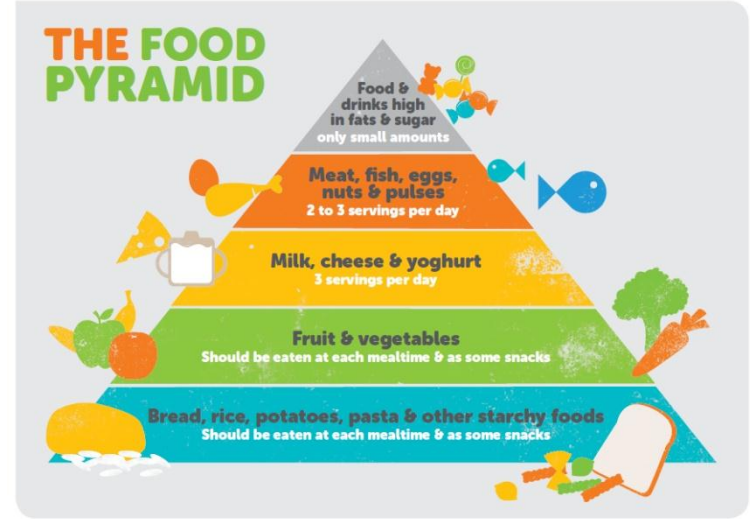 THE FOOD
PYRAMID
Food &
drinks high
in fats & sugar
only small amounts
Meat, fish, eggs,
nuts & pulses
2 to 3 servings per day
Milk, cheese & yoghurt
3 servings per day
Fruit & vegetables
Should be eaten at each mealtime & as some snacks
Bread, rice, potatoes, pasta & other starchy foods
Should be eaten at each mealtime & as some snacks